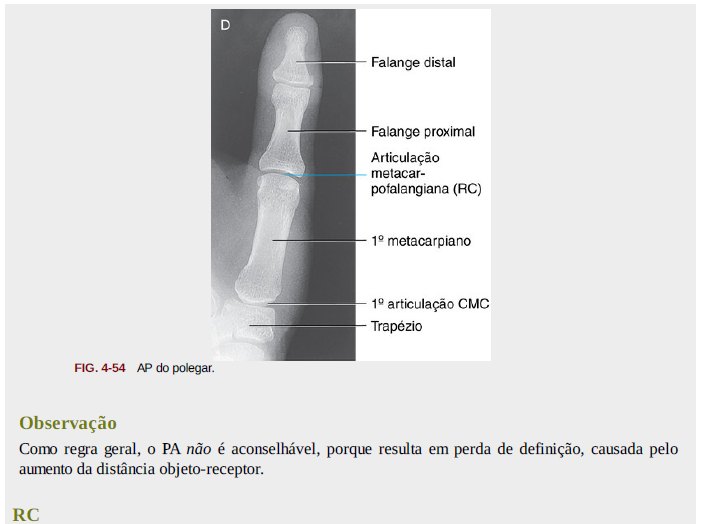 D
Falange distal
Falange proximal
Articulação
metacar-
pofalangiana (RC)
1º metacarpiano
1º articulação CMC
Trapézio
FIG. 4-54 AP do polegar.
Observação
Como regra geral, o PA não é aconselhável, porque resulta em perda de definição, causada pelo
aumento da distância objeto-receptor.
RC